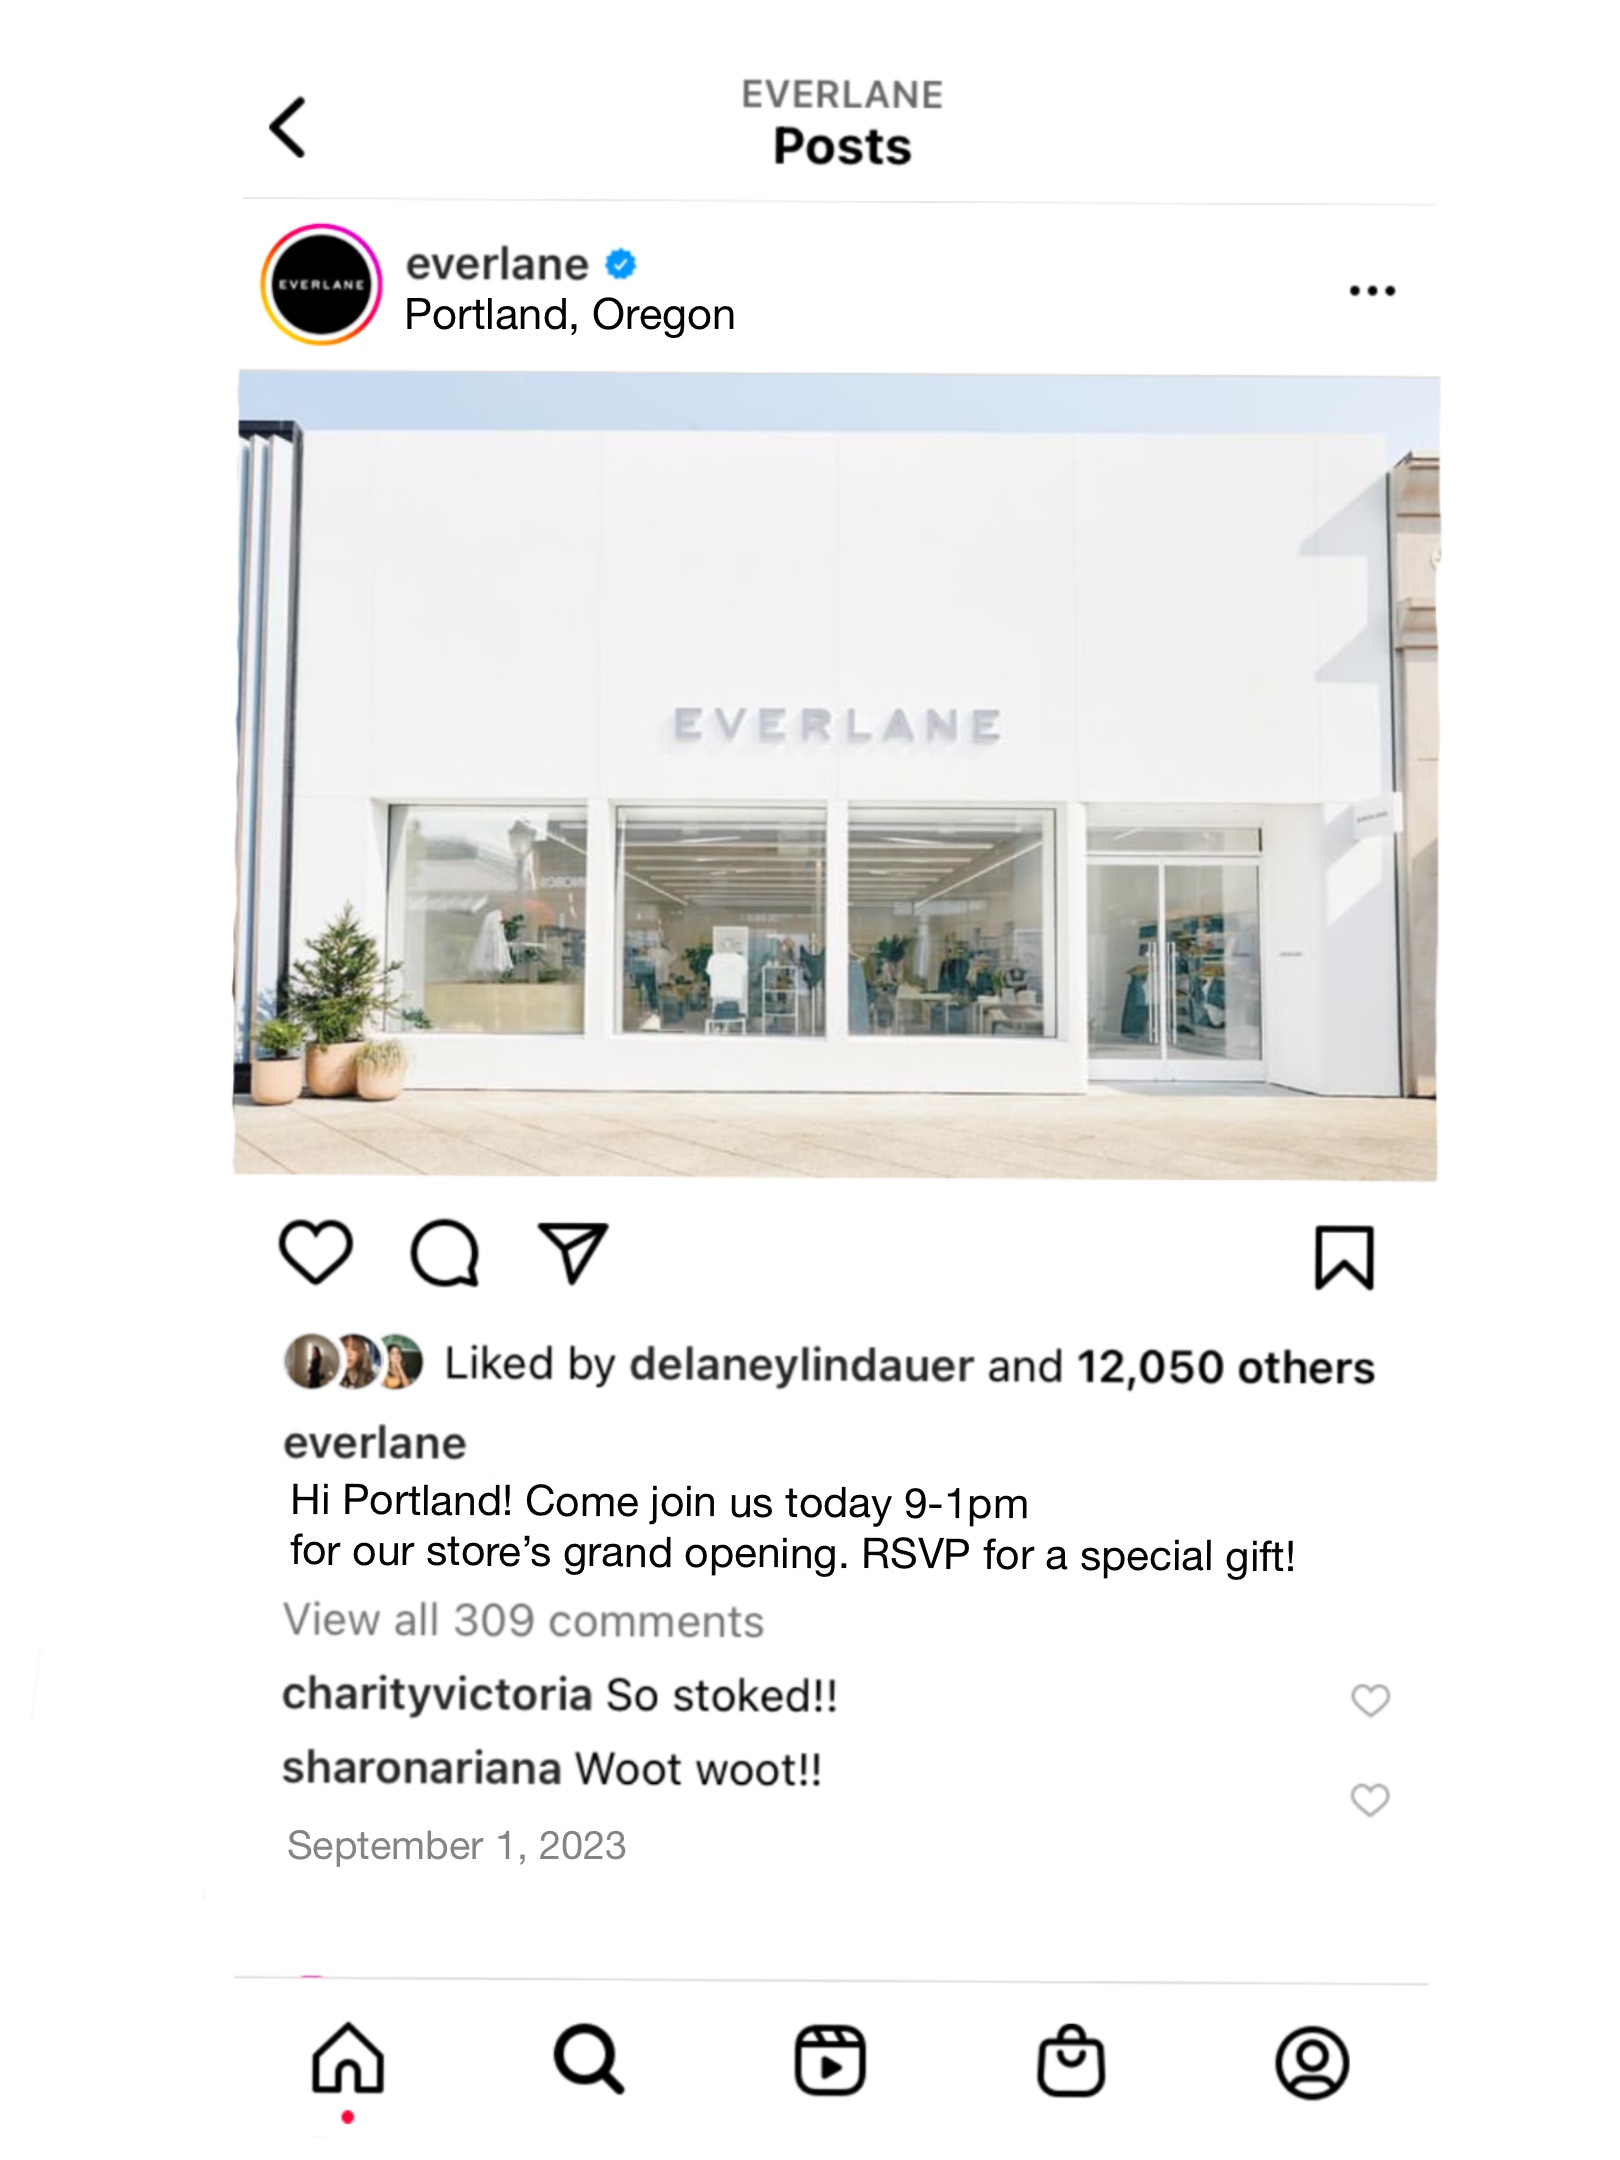 EVERLANE
Posts
EVERLANE
everlane
Portland, Oregon
EVERLANE
Liked by delaneylindauer and 12,050 others
everlane
Hi Portland! Come join us today 9-1pm
for our store’s grand opening. RSVP for a special gift!
View all 309 comments
charityvictoria So stoked!!
sharonariana Woot woot!!
September 1, 2023